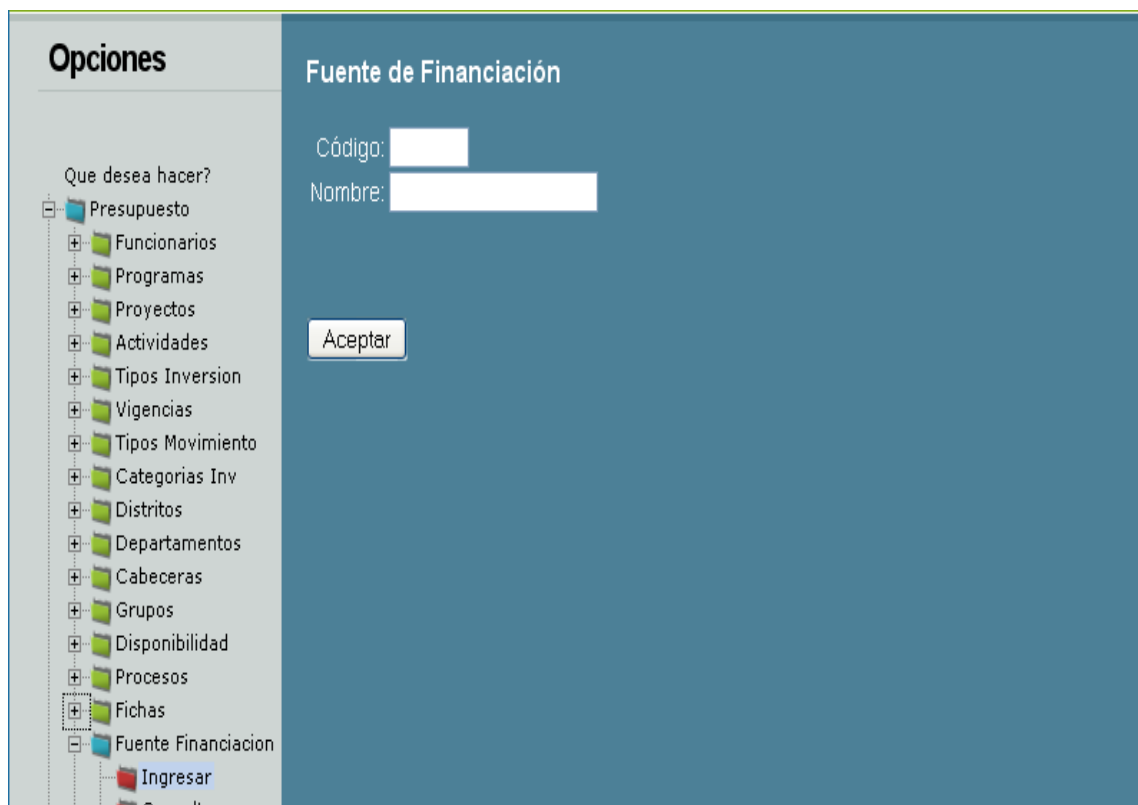 Opciones
Que desea hacer?
Presupuesto
Funcionarios
Programas
Proyectos
Actividades
Tipos Inversion
Vigencias
Tipos Movimiento
Categorias Inv
Distritos
Departamentos
Cabeceras
Grupos
Disponibilidad
Procesos
Fichas
Fuente Financiacion
Ingresar
Fuente de Financiación
Código:
Nombre:
Aceptar